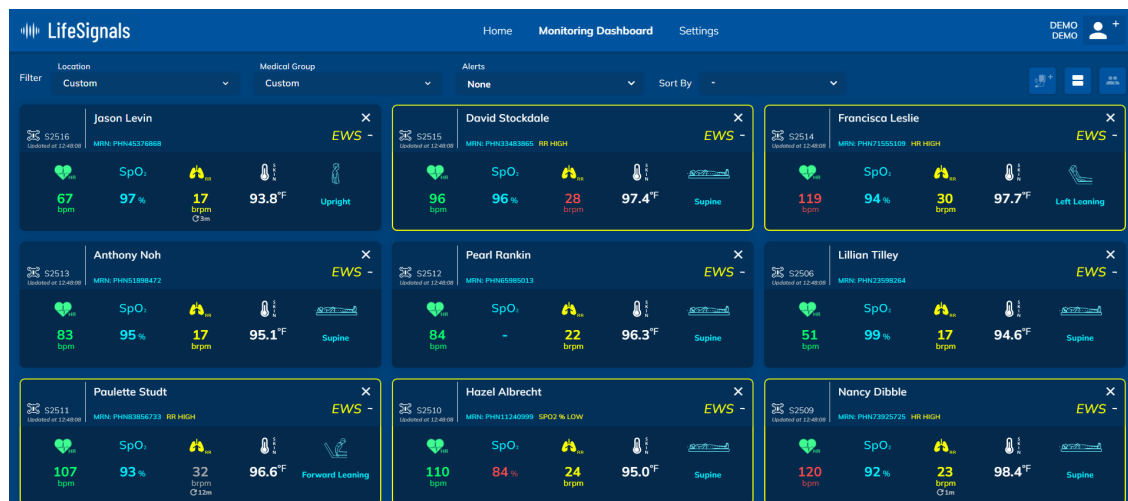 LifeSignals
Home
Monitoring Dashboard
Settings
DEMO
DEMO
Filter
Location
Custom
Medical Group
Custom
Alerts
None
Sort By
-
Jason Levin
S2516
Updated at 12:48:08
MRN: PHN45376868
EWS -
HR
SpO₂
RR
SKIN
67
97 %
17
93.8°F
Upright
bpm
brpm
3m
David Stockdale
S2515
Updated at 12:48:08
MRN: PHN33483865 RR HIGH
EWS -
HR
SpO₂
RR
SKIN
96
96 %
28
97.4°F
Supine
bpm
brpm
Francisca Leslie
S2514
Updated at 12:48:08
MRN: PHN71555109 HR HIGH
EWS -
HR
SpO₂
RR
SKIN
119
94 %
30
97.7°F
Left Leaning
bpm
brpm
Anthony Noh
S2513
Updated at 12:48:08
MRN: PHN51898472
EWS -
HR
SpO₂
RR
SKIN
83
95 %
17
95.1°F
Supine
bpm
brpm
Pearl Rankin
S2512
Updated at 12:48:08
MRN: PHN65985013
EWS -
HR
SpO₂
RR
SKIN
84
-
22
96.3°F
Supine
bpm
brpm
Lillian Tilley
S2506
Updated at 12:48:08
MRN: PHN23598264
EWS -
HR
SpO₂
RR
SKIN
51
99 %
17
94.6°F
Supine
bpm
brpm
Paulette Studt
S2511
Updated at 12:48:08
MRN: PHN83856733 RR HIGH
EWS -
HR
SpO₂
RR
SKIN
107
93 %
32
96.6°F
Forward Leaning
bpm
brpm
12m
Hazel Albrecht
S2510
Updated at 12:48:08
MRN: PHN11240999 SPO2 % LOW
EWS -
HR
SpO₂
RR
SKIN
110
84 %
24
95.0°F
Supine
bpm
brpm
Nancy Dibble
S2509
Updated at 12:48:08
MRN: PHN73925725 HR HIGH
EWS -
HR
SpO₂
RR
SKIN
120
92 %
23
98.4°F
Supine
bpm
brpm
1m